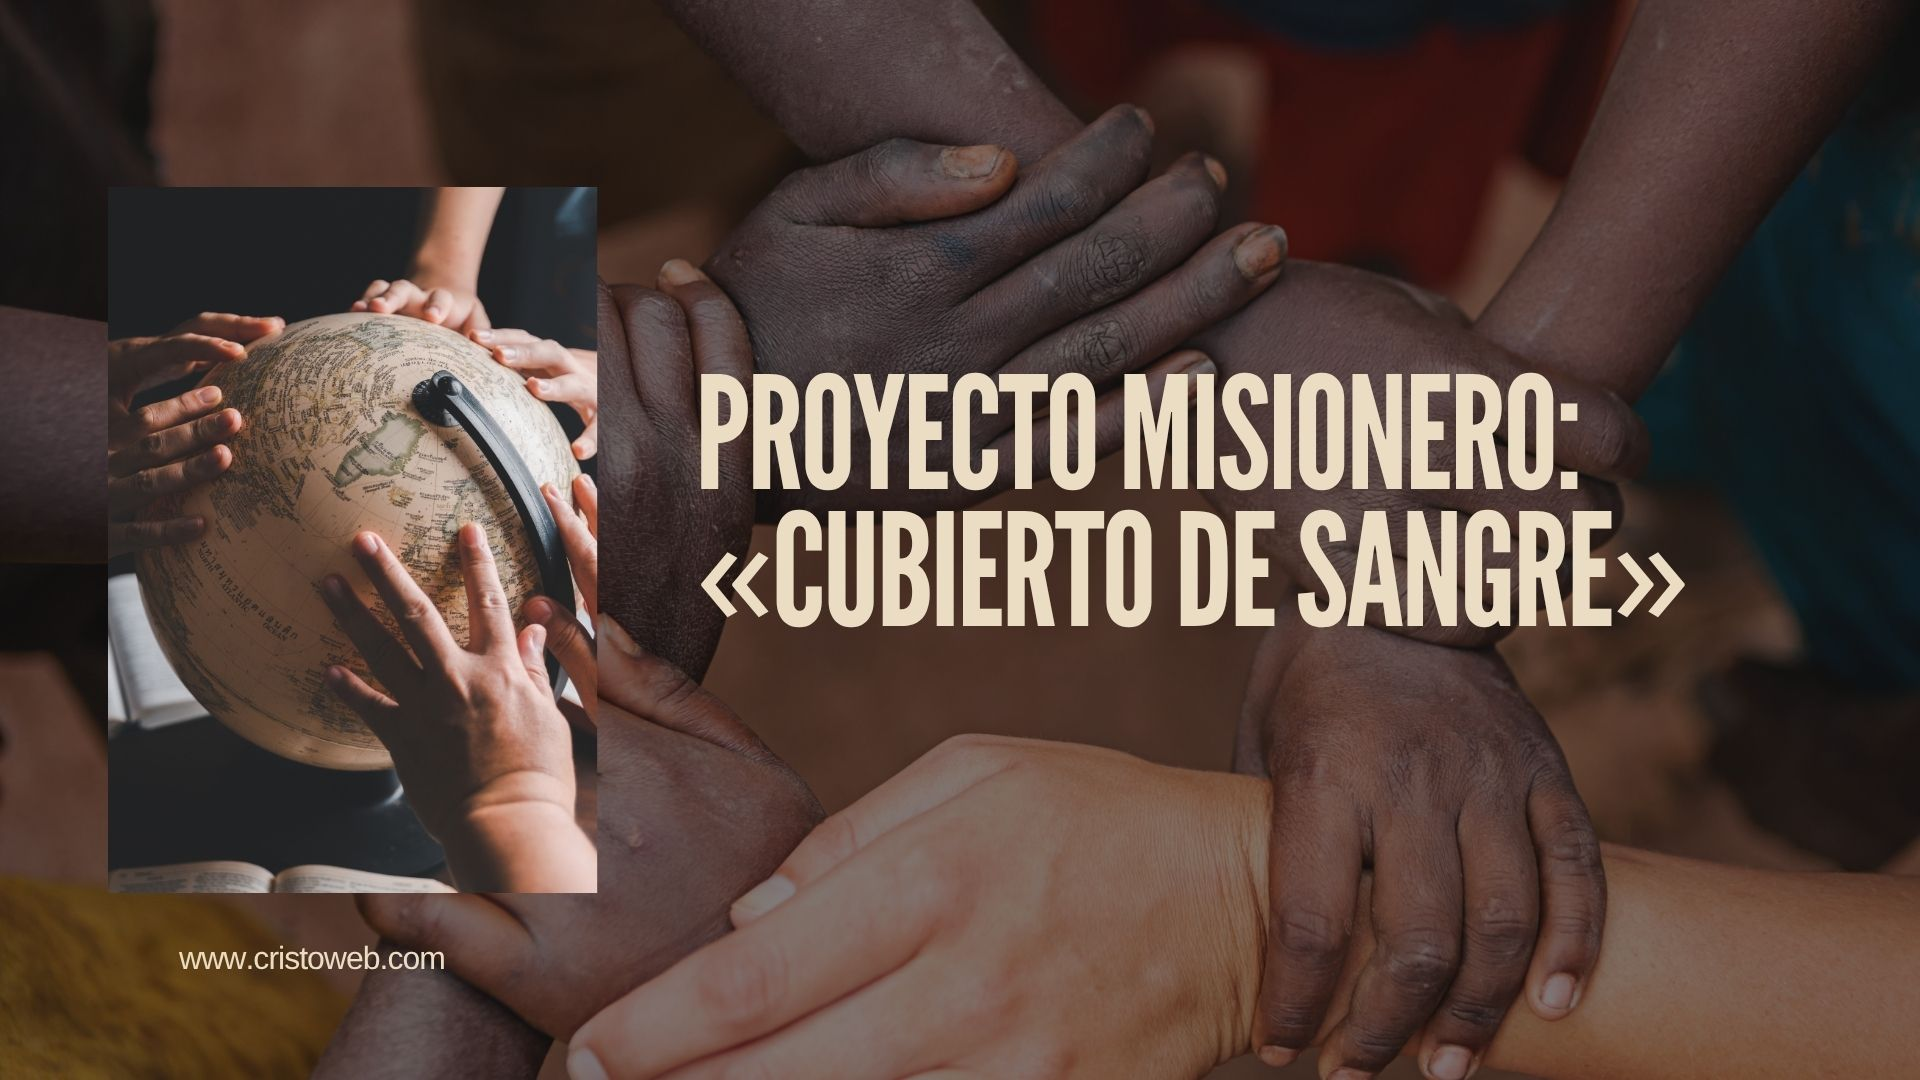 PROYECTO MISIONERO:
«CUBIERTO DE SANGRE»
www.cristoweb.com